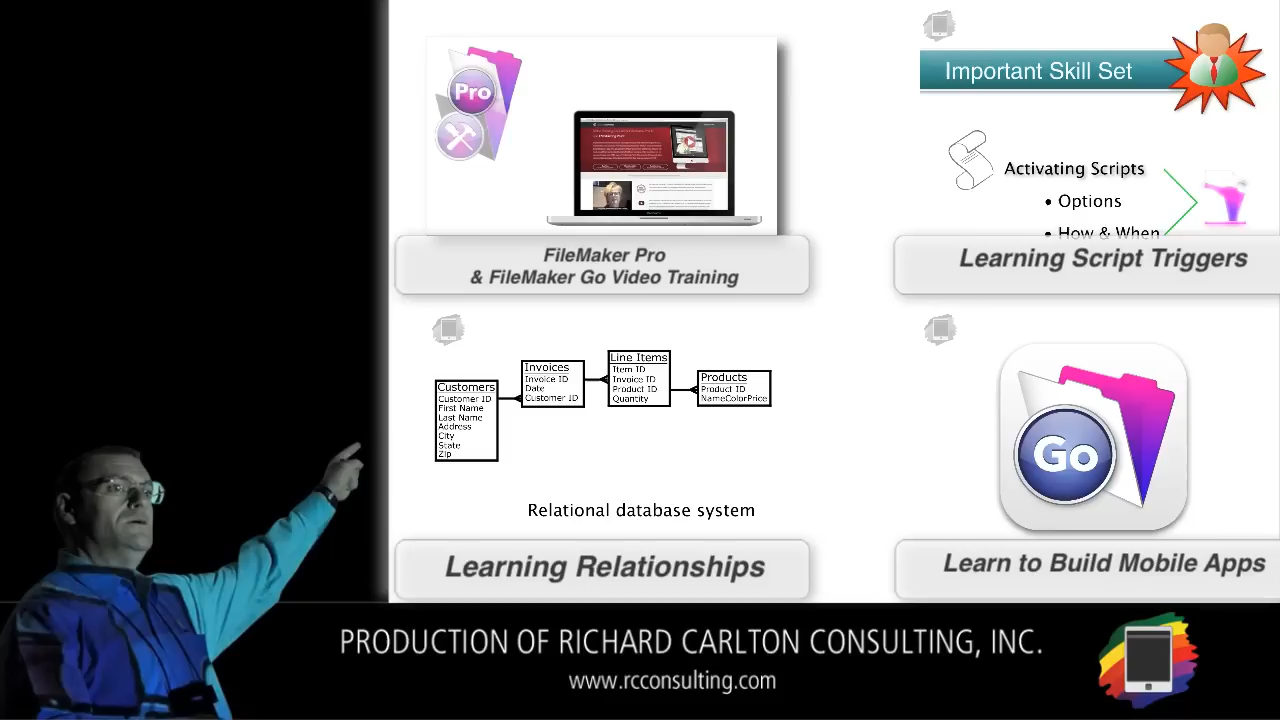 Pro
FileMaker Pro
& FileMaker Go Video Training
Important Skill Set
Activating Scripts
• Options
• How & When
Learning Script Triggers
Customers
Customer ID
First Name
Last Name
Address
City
State
Zip
Invoices
Invoice ID
Date
Customer ID
Line Items
Item ID
Invoice ID
Product ID
Quantity
Products
Product ID
NameColorPrice
Relational database system
Learning Relationships
Go
Learn to Build Mobile Apps
PRODUCTION OF RICHARD CARLTON CONSULTING, INC.
www.rcconsulting.com